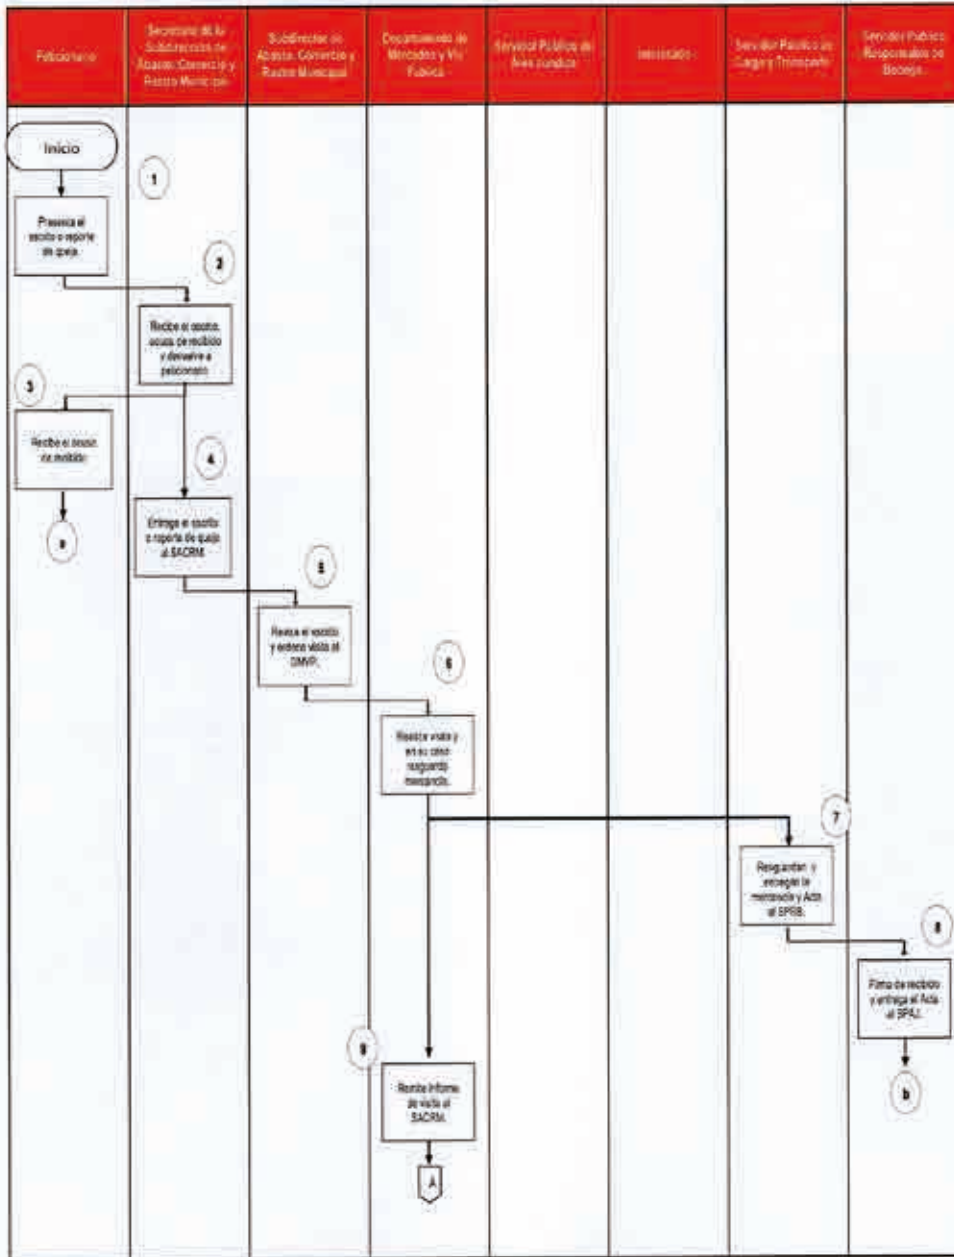 Peticionario
Secretaria de la
Subdirección de
Abasto, Comercio y
Rastro Municipal
Subdirector de
Abasto, Comercio y
Rastro Municipal
Departamento de
Mercados y Vía
Pública
Servidor Público de
Área Jurídica
Interesado
Servidor Público de
Carga y Transporte
Servidor Público
Responsable de
Bodega
Inicio
1
Presenta el
escrito o reporte
de queja.
2
Recibe el escrito,
acusa de recibido
y devuelve a
peticionario
3
Recibe el acuse
de recibido
a
4
Entrega el escrito
o reporte de queja
al SACRM
5
Revisa el escrito
y ordena visita al
DMVP.
6
Realiza visita y
en su caso
resguarda
mercancía.
7
Resguardan y
entregan la
mercancía y Acta
al SPRB.
8
Firma de recibido
y entrega el Acta
al SPAJ.
b
9
Remite informe
de visita al
SACRM.
A